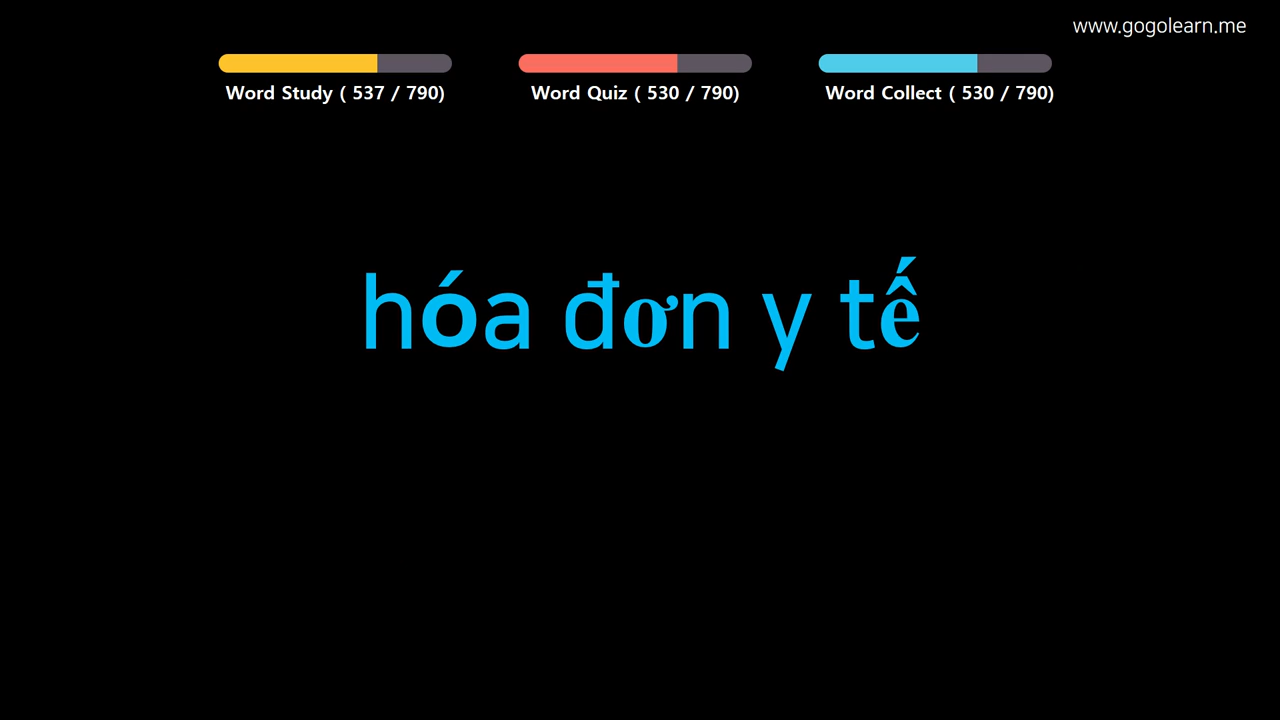 www.gogolearn.me
Word Study ( 537 / 790)
Word Quiz ( 530 / 790)
Word Collect ( 530 / 790)
hóa đơn y tế